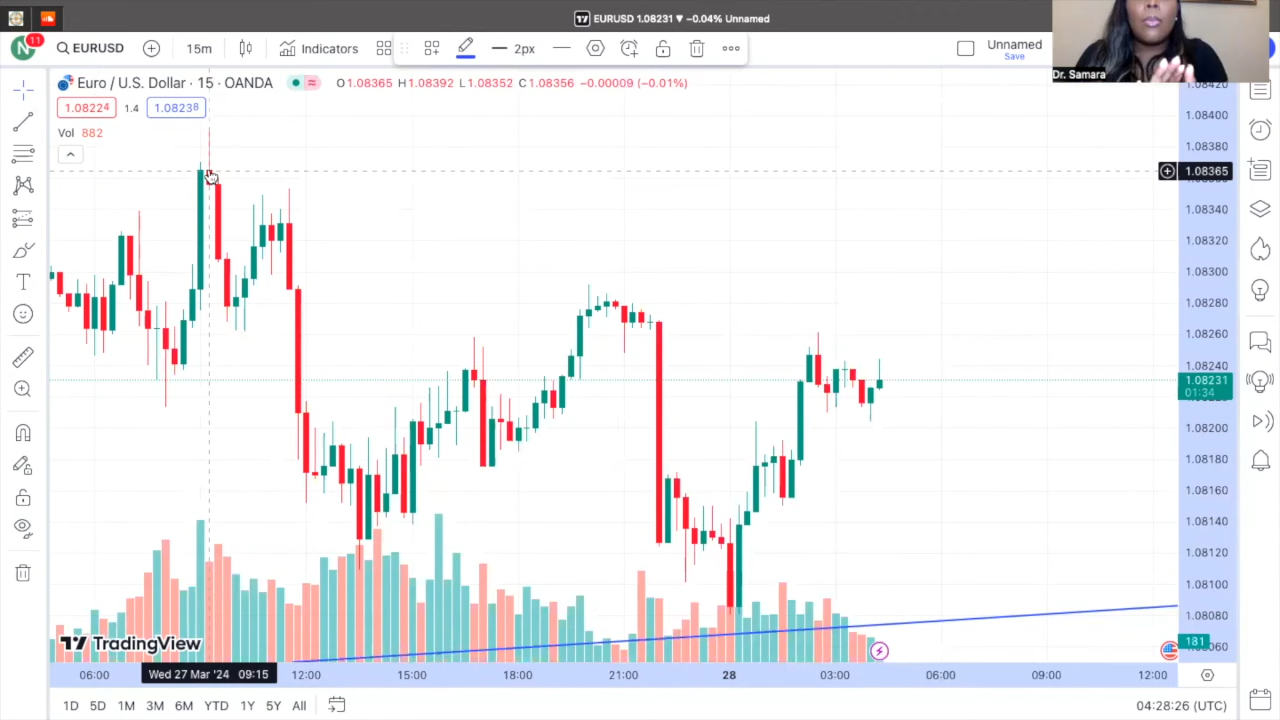 EURUSD 1.08231 ▼ −0.04% Unnamed
N 11 EURUSD 15m Indicators 2px Unnamed
Save
Dr. Samara
Euro / U.S. Dollar · 15 · OANDA O1.08365 H1.08392 L1.08352 C1.08356 −0.00009 (−0.01%)
1.08224 1.4 1.08238
Vol 882
1.08420
1.08400
1.08380
1.08365
1.08340
1.08320
1.08300
1.08280
1.08260
1.08240
1.08231
01:34
1.08200
1.08180
1.08160
1.08140
1.08120
1.08100
1.08080
181
1.08060
TradingView
06:00 Wed 27 Mar '24 09:15 12:00 15:00 18:00 21:00 28 03:00 06:00 09:00 12:00
1D 5D 1M 3M 6M YTD 1Y 5Y All 04:28:26 (UTC)